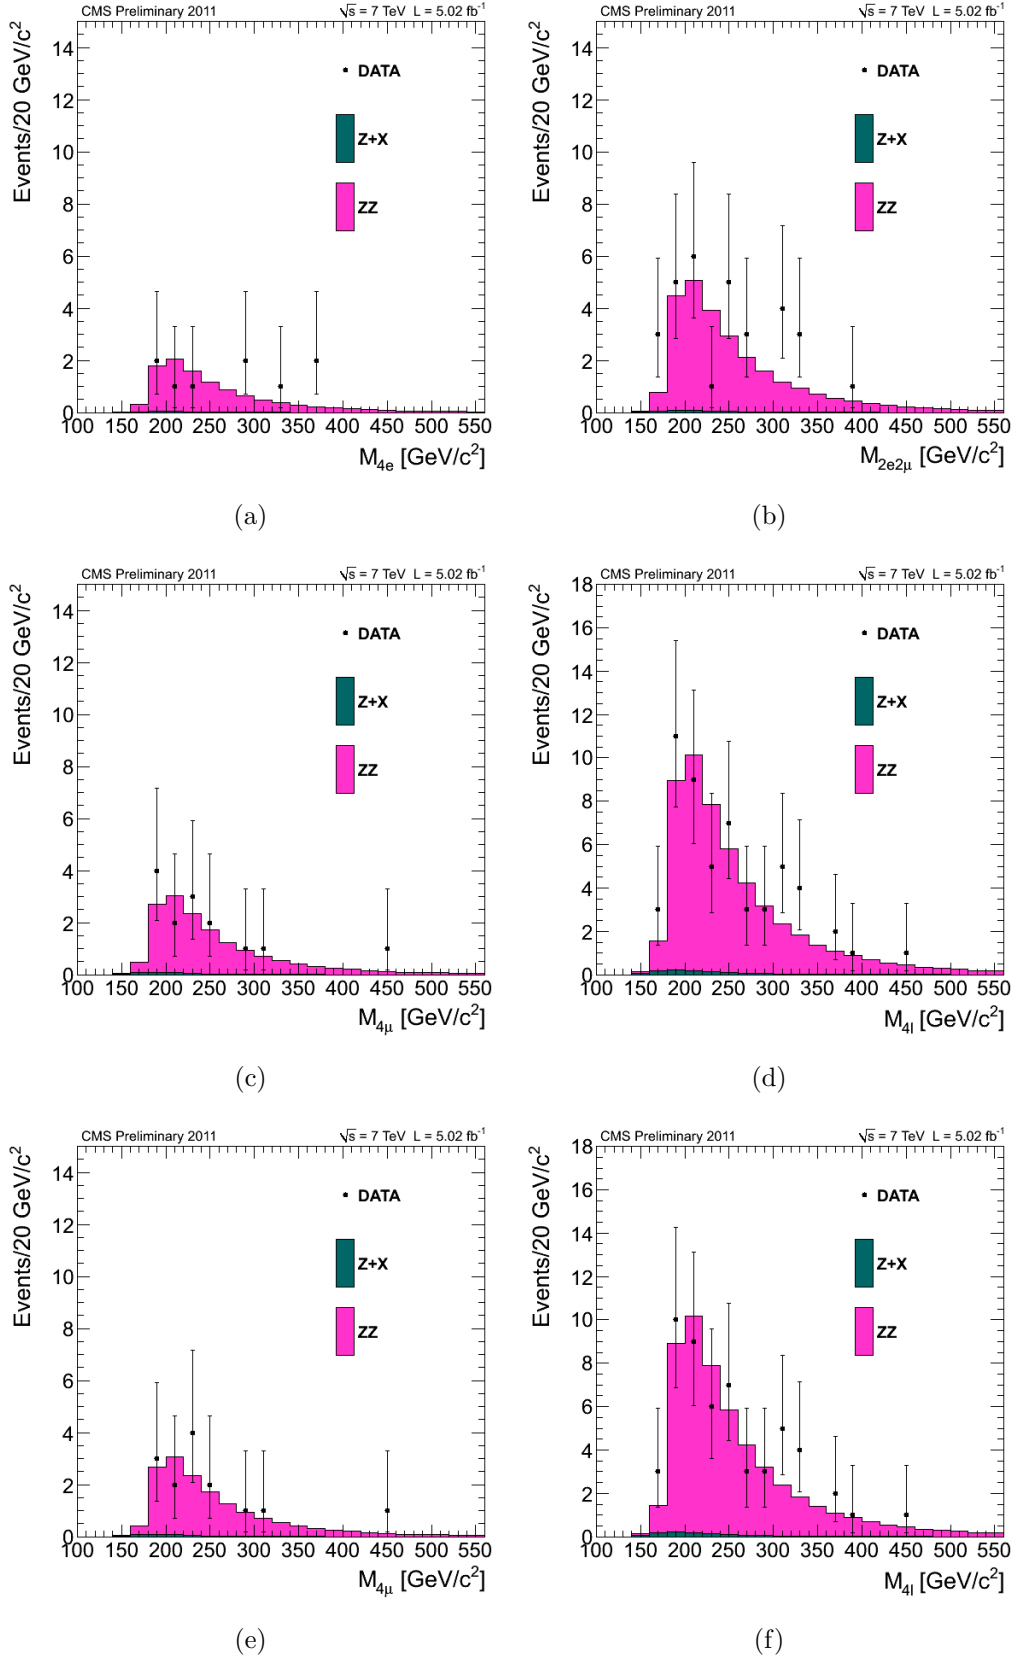 CMS Preliminary 2011 √s = 7 TeV L = 5.02 fb-1
Events/20 GeV/c2
14
12
10
8
6
4
2
0
DATA
Z+X
ZZ
100 150 200 250 300 350 400 450 500 550
M4e [GeV/c2]
(a)
CMS Preliminary 2011 √s = 7 TeV L = 5.02 fb-1
Events/20 GeV/c2
14
12
10
8
6
4
2
0
DATA
Z+X
ZZ
100 150 200 250 300 350 400 450 500 550
M2e2μ [GeV/c2]
(b)
CMS Preliminary 2011 √s = 7 TeV L = 5.02 fb-1
Events/20 GeV/c2
14
12
10
8
6
4
2
0
DATA
Z+X
ZZ
100 150 200 250 300 350 400 450 500 550
M4μ [GeV/c2]
(c)
CMS Preliminary 2011 √s = 7 TeV L = 5.02 fb-1
Events/20 GeV/c2
18
16
14
12
10
8
6
4
2
0
DATA
Z+X
ZZ
100 150 200 250 300 350 400 450 500 550
M4l [GeV/c2]
(d)
CMS Preliminary 2011 √s = 7 TeV L = 5.02 fb-1
Events/20 GeV/c2
14
12
10
8
6
4
2
0
DATA
Z+X
ZZ
100 150 200 250 300 350 400 450 500 550
M4μ [GeV/c2]
(e)
CMS Preliminary 2011 √s = 7 TeV L = 5.02 fb-1
Events/20 GeV/c2
18
16
14
12
10
8
6
4
2
0
DATA
Z+X
ZZ
100 150 200 250 300 350 400 450 500 550
M4l [GeV/c2]
(f)